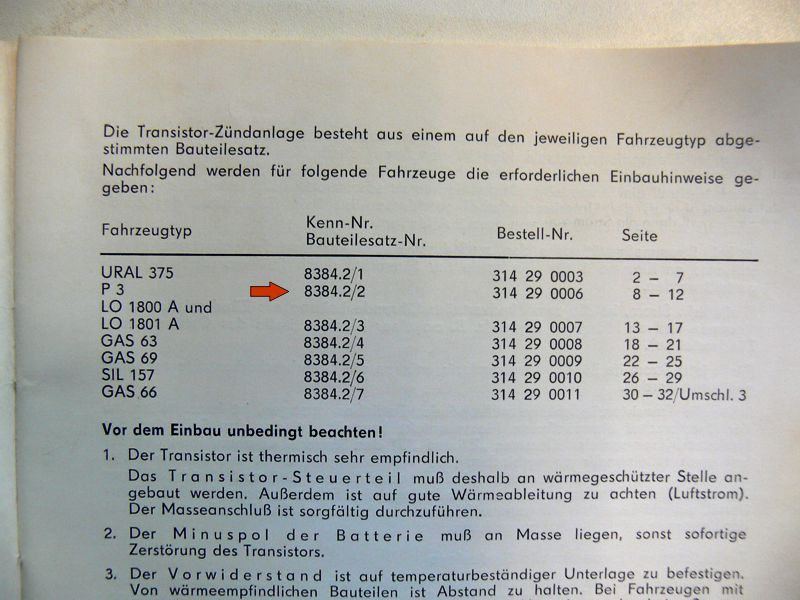 Die Transistor-Zündanlage besteht aus einem auf den jeweiligen Fahrzeugtyp abge-
stimmten Bauteilesatz.
Nachfolgend werden für folgende Fahrzeuge die erforderlichen Einbauhinweise ge-
geben:
Fahrzeugtyp Kenn-Nr. Bauteilesatz-Nr. Bestell-Nr. Seite
URAL 375 8384.2/1 314 29 0003 2 – 7
P 3 8384.2/2 314 29 0006 8 – 12
LO 1800 A und
LO 1801 A 8384.2/3 314 29 0007 13 – 17
GAS 63 8384.2/4 314 29 0008 18 – 21
GAS 69 8384.2/5 314 29 0009 22 – 25
SIL 157 8384.2/6 314 29 0010 26 – 29
GAS 66 8384.2/7 314 29 0011 30 – 32/Umschl. 3
Vor dem Einbau unbedingt beachten!
1. Der Transistor ist thermisch sehr empfindlich.
Das Transistor-Steuerteil muß deshalb an wärmegeschützter Stelle an-
gebaut werden. Außerdem ist auf gute Wärmeableitung zu achten (Luftstrom).
Der Masseanschluß ist sorgfältig durchzuführen.
2. Der Minuspol der Batterie muß an Masse liegen, sonst sofortige
Zerstörung des Transistors.
3. Der Vorwiderstand ist auf temperaturbeständiger Unterlage zu befestigen.
Von wärmeempfindlichen Bauteilen ist Abstand zu halten. Bei Fahrzeugen mit